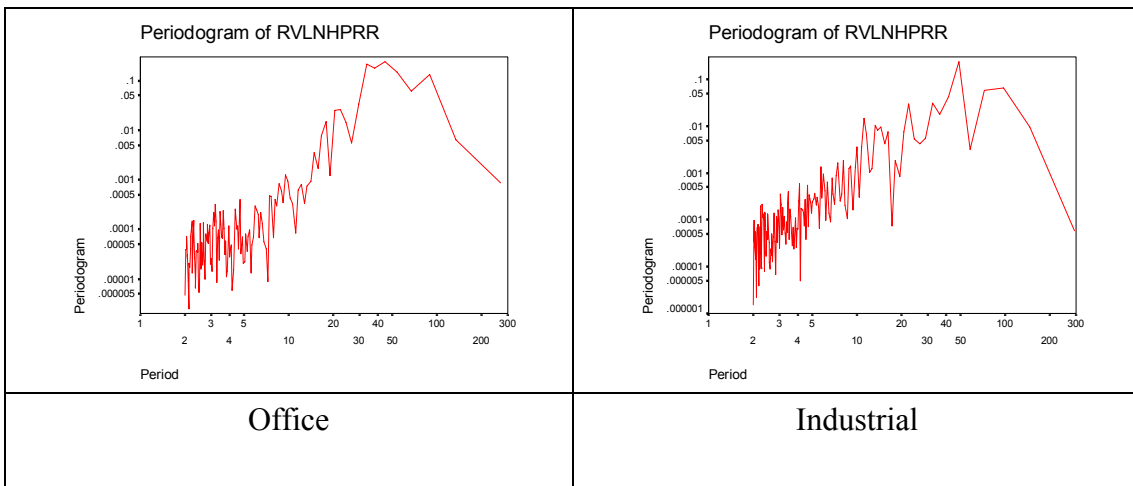 Periodogram of RVLNHPRR
Periodogram
.1
.05
.01
.005
.001
.0005
.0001
.00005
.00001
.000005
1 3 5 20 40 100 300
2 4 10 30 50 200
Period
Periodogram of RVLNHPRR
Periodogram
.1
.05
.01
.005
.001
.0005
.0001
.00005
.00001
.000005
.000001
1 3 5 20 40 100 300
2 4 10 30 50 200
Period
Office
Industrial